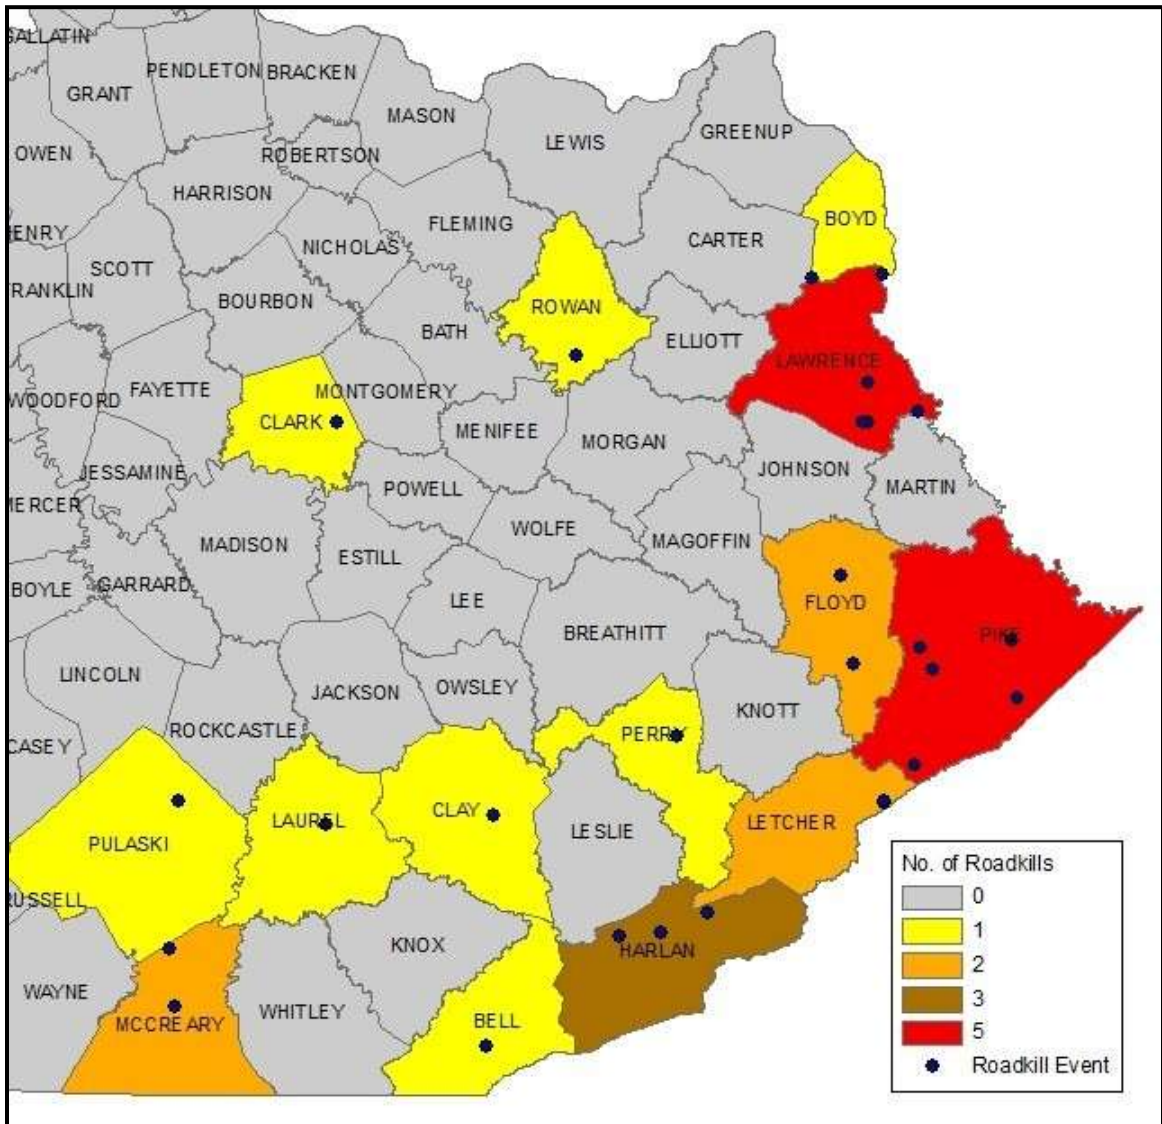 GALLATIN
PENDLETON
BRACKEN
GRANT
MASON
GREENUP
LEWIS
OWEN
ROBERTSON
HARRISON
BOYD
FLEMING
HENRY
CARTER
NICHOLAS
SCOTT
FRANKLIN
BOURBON
ROWAN
BATH
ELLIOTT
LAWRENCE
FAYETTE
MONTGOMERY
WOODFORD
CLARK
MENIFEE
MORGAN
JESSAMINE
JOHNSON
POWELL
MARTIN
MERCER
WOLFE
MADISON
MAGOFFIN
ESTILL
GARRARD
BOYLE
LEE
FLOYD
BREATHITT
PIKE
LINCOLN
OWSLEY
JACKSON
KNOTT
ROCKCASTLE
PERRY
CASEY
CLAY
LAUREL
LETCHER
LESLIE
PULASKI
RUSSELL
KNOX
HARLAN
WAYNE
WHITLEY
BELL
MCCREARY
No. of Roadkills
0
1
2
3
5
Roadkill Event